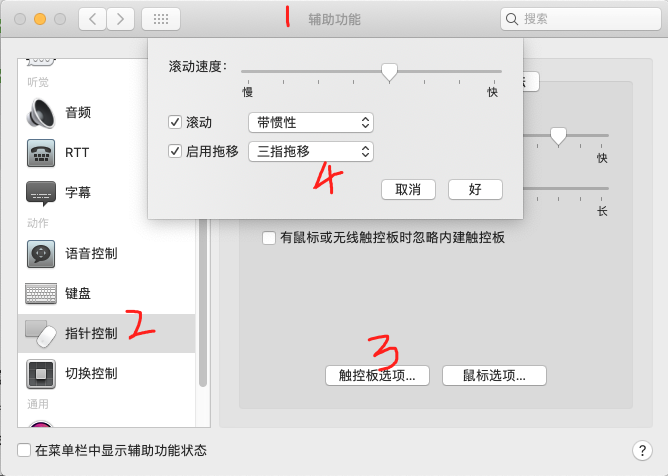 1 辅助功能
搜索
滚动速度：
慢 快
滚动 带惯性
启用拖移 三指拖移
4
取消 好
听觉
音频
RTT
字幕
动作
语音控制
键盘
指针控制 2
切换控制
通用
快
长
有鼠标或无线触控板时忽略内建触控板
3
触控板选项... 鼠标选项...
在菜单栏中显示辅助功能状态
?